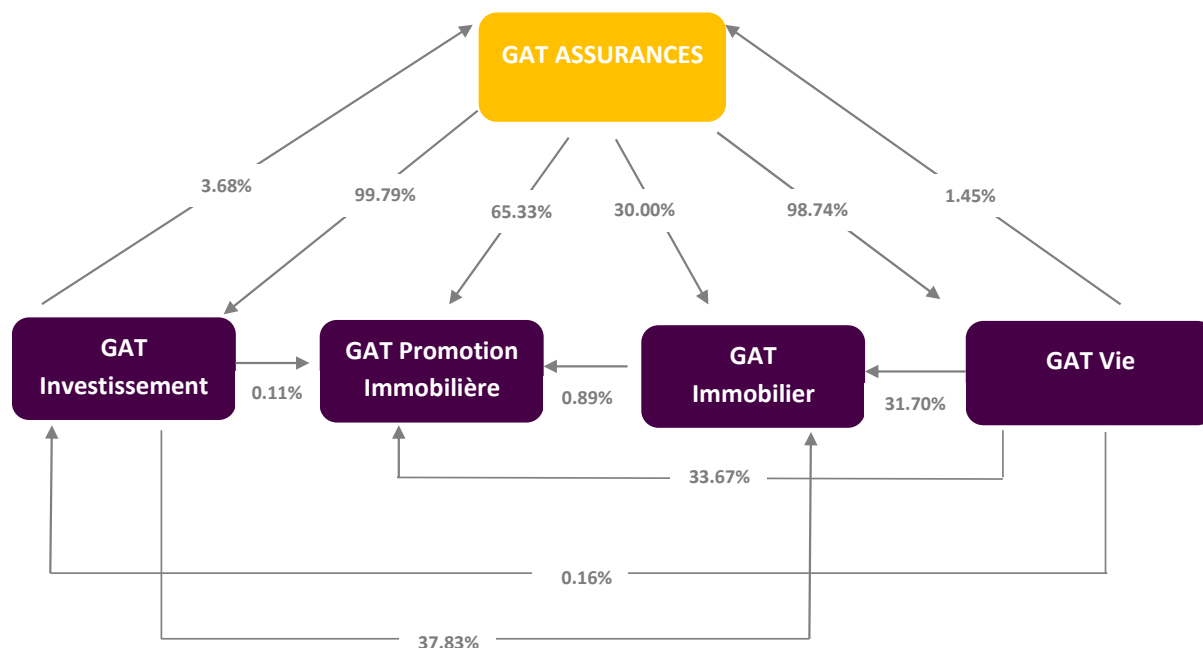 GAT ASSURANCES
3.68%
99.79%
65.33%
30.00%
98.74%
1.45%
GAT
Investissement
0.11%
GAT Promotion
Immobilière
0.89%
GAT
Immobilier
31.70%
GAT Vie
33.67%
0.16%
37.83%